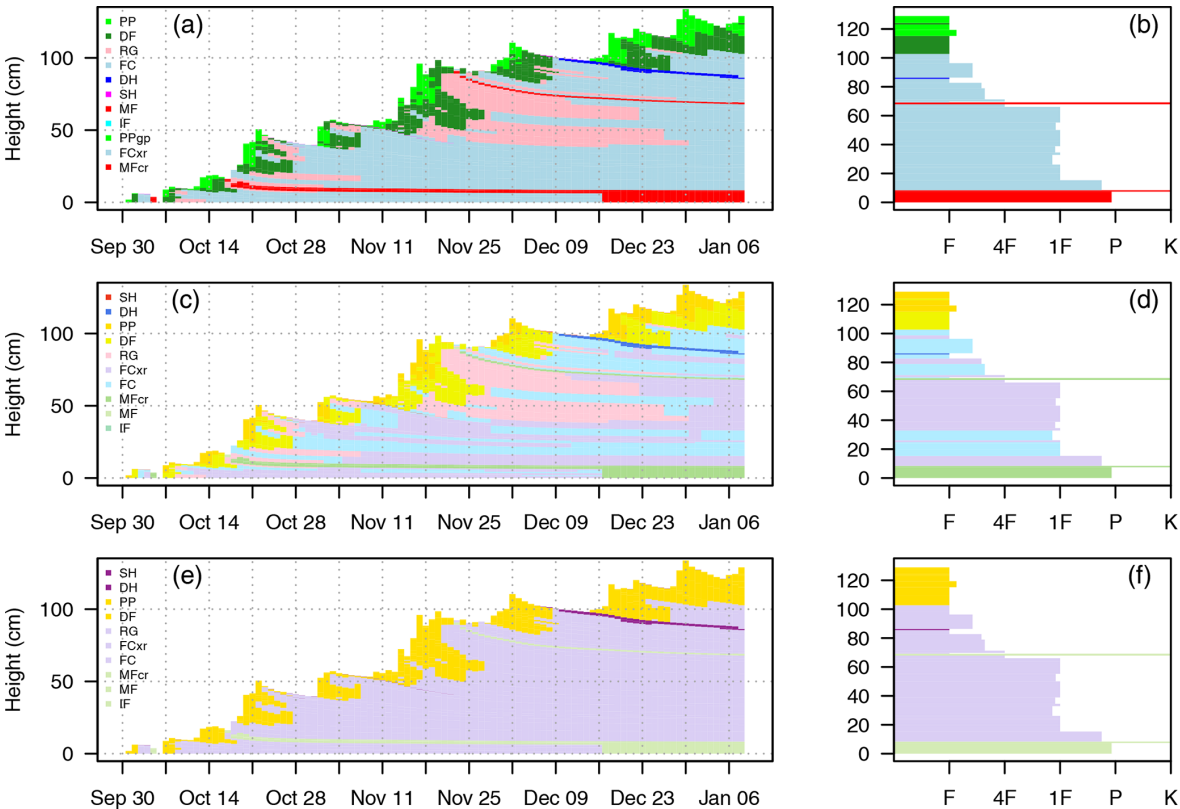 (a)
PP
DF
RG
FC
DH
SH
MF
IF
PPgp
FCxr
MFcr
Height (cm)
100
50
0
Sep 30 Oct 14 Oct 28 Nov 11 Nov 25 Dec 09 Dec 23 Jan 06
(b)
120
100
80
60
40
20
0
F 4F 1F P K
(c)
SH
DH
PP
DF
RG
FCxr
FC
MFcr
MF
IF
Height (cm)
100
50
0
Sep 30 Oct 14 Oct 28 Nov 11 Nov 25 Dec 09 Dec 23 Jan 06
(d)
120
100
80
60
40
20
0
F 4F 1F P K
(e)
SH
DH
PP
DF
RG
FCxr
FC
MFcr
MF
IF
Height (cm)
100
50
0
Sep 30 Oct 14 Oct 28 Nov 11 Nov 25 Dec 09 Dec 23 Jan 06
(f)
120
100
80
60
40
20
0
F 4F 1F P K